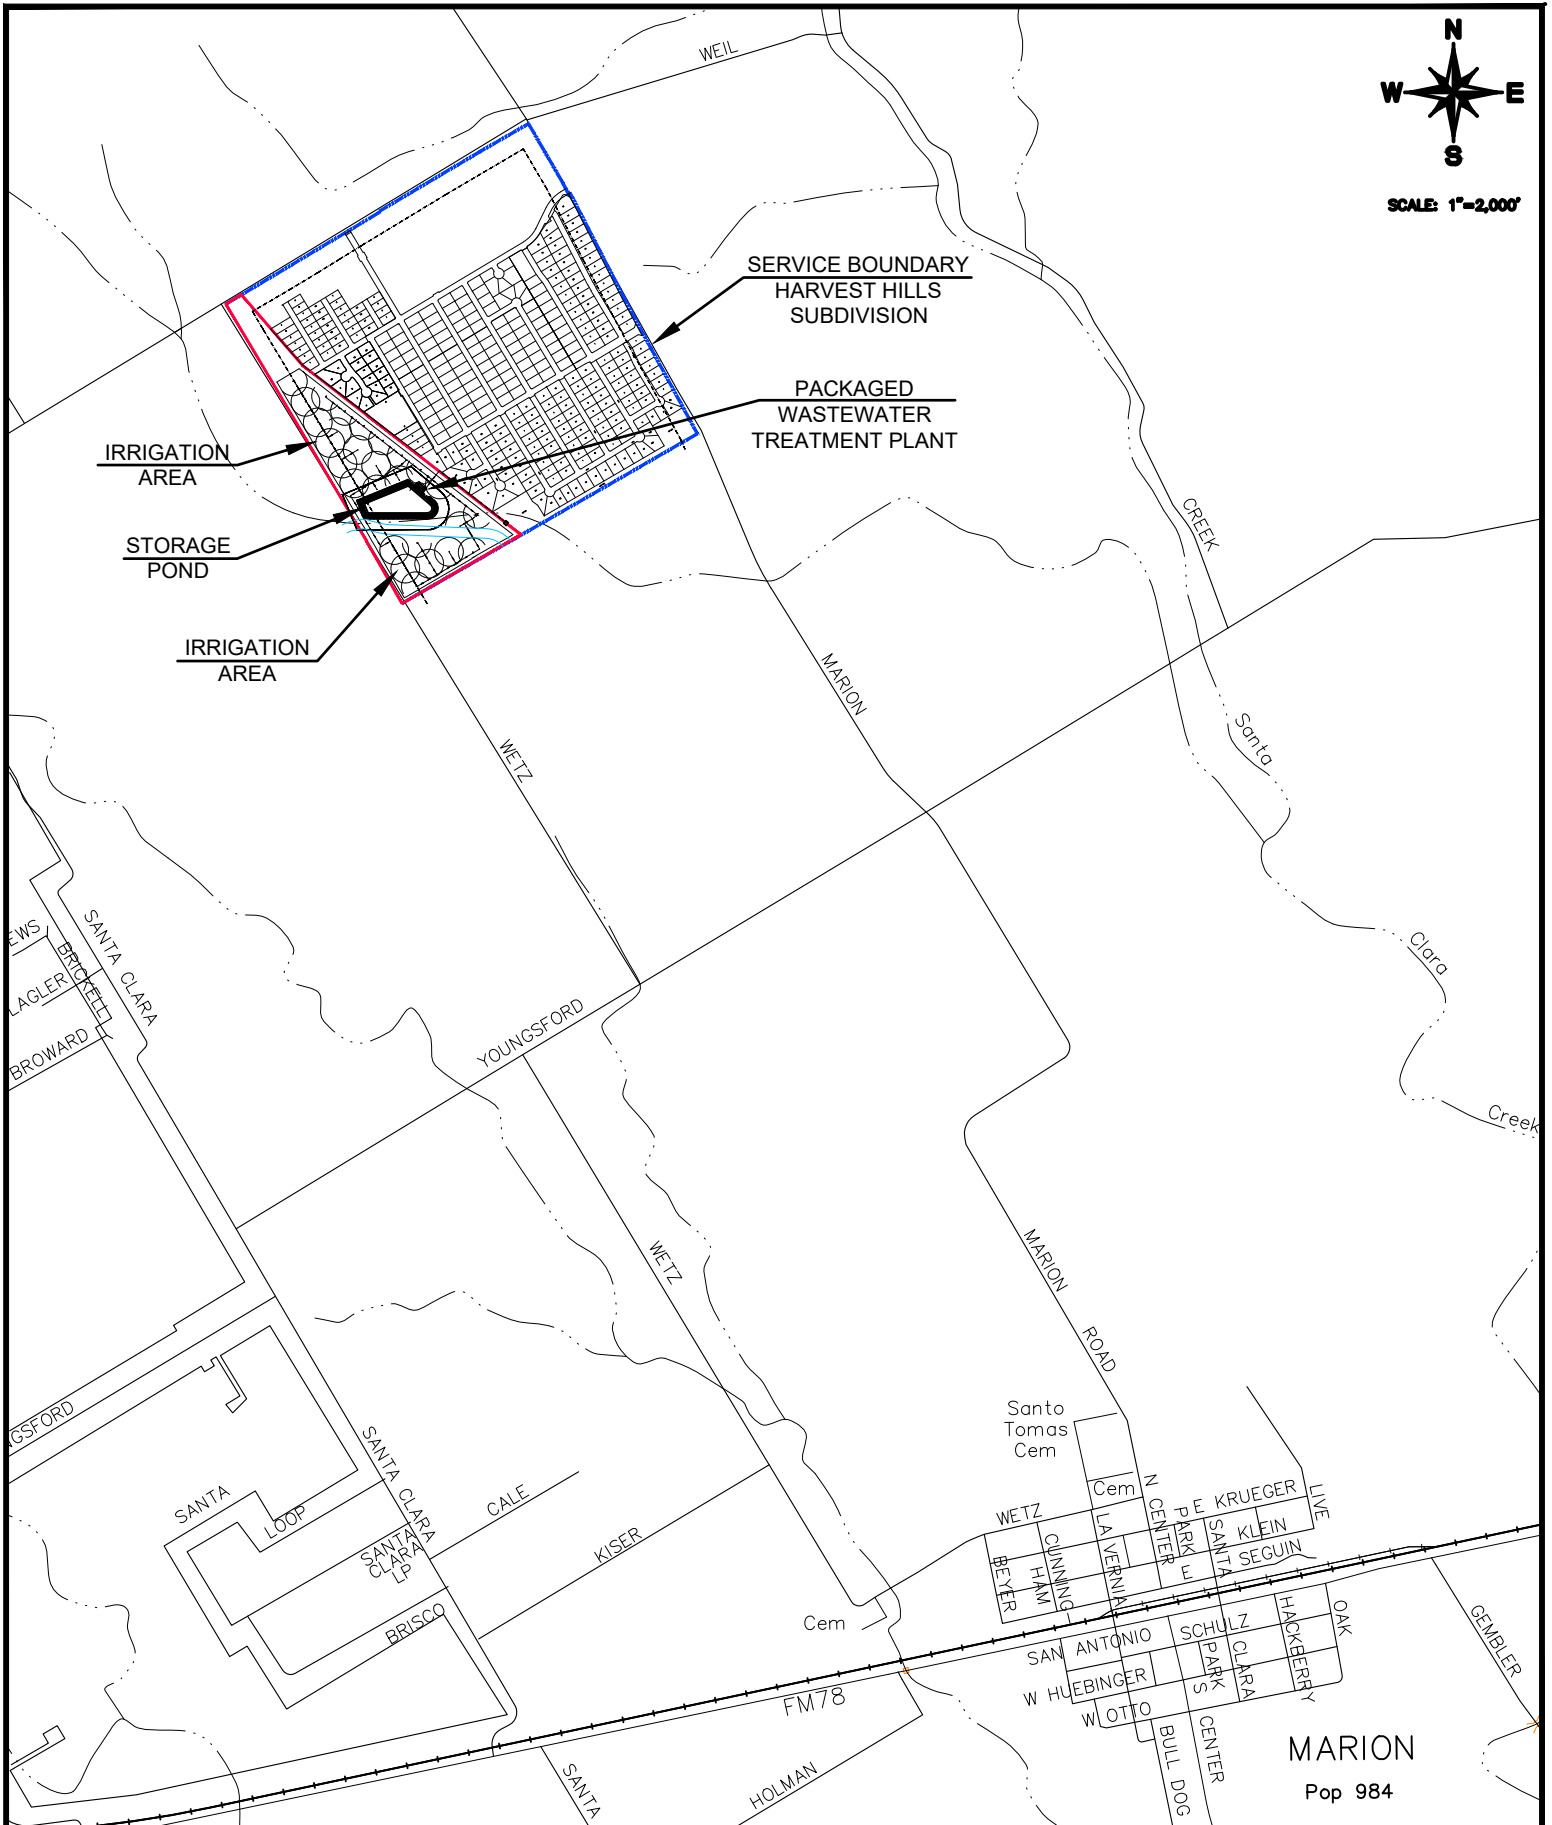 WEIL
N
W
E
S
SCALE: 1"=2,000'
SERVICE BOUNDARY
HARVEST HILLS
SUBDIVISION
PACKAGED
WASTEWATER
TREATMENT PLANT
IRRIGATION
AREA
STORAGE
POND
IRRIGATION
AREA
CREEK
MARION
WETZ
Santa
Clara
Creek
SANTA CLARA
EWS
BRICKELL
LAGLER
BROWARD
YOUNGSFORD
WETZ
MARION
ROAD
GSFORD
SANTA CLARA
SANTA
LOOP
SANTA
CLARA
LP
CALE
KISER
BRISCO
Santo
Tomas
Cem
Cem
WETZ
N CENTER
E KRUEGER
LIVE
PARK
SANTA
KLEIN
E SEGUIN
BEYER
CUNNING
HAM
LA VERNIA
Cem
SAN ANTONIO
SCHULZ
HACKBERRY
OAK
W HUEBINGER
PARK
S
CLARA
W OTTO
CENTER
BULL DOG
GEMBLER
FM78
SANTA
HOLMAN
MARION
Pop 984